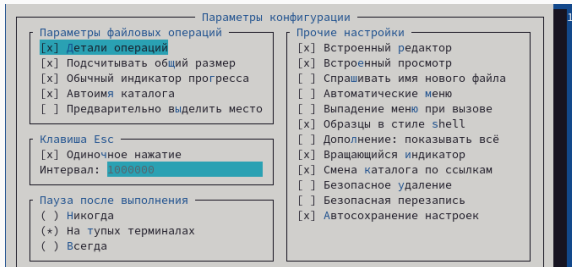 Параметры конфигурации
Параметры файловых операций
[x] Детали операций
[x] Подсчитывать общий размер
[x] Обычный индикатор прогресса
[x] Автоимя каталога
[ ] Предварительно выделить место
Клавиша Esc
[x] Одиночное нажатие
Интервал: 1000000
Пауза после выполнения
( ) Никогда
(*) На тупых терминалах
( ) Всегда
Прочие настройки
[x] Встроенный редактор
[x] Встроенный просмотр
[ ] Спрашивать имя нового файла
[ ] Автоматические меню
[ ] Выпадение меню при вызове
[x] Образцы в стиле shell
[ ] Дополнение: показывать всё
[x] Вращающийся индикатор
[x] Смена каталога по ссылкам
[ ] Безопасное удаление
[ ] Безопасная перезапись
[x] Автосохранение настроек
1